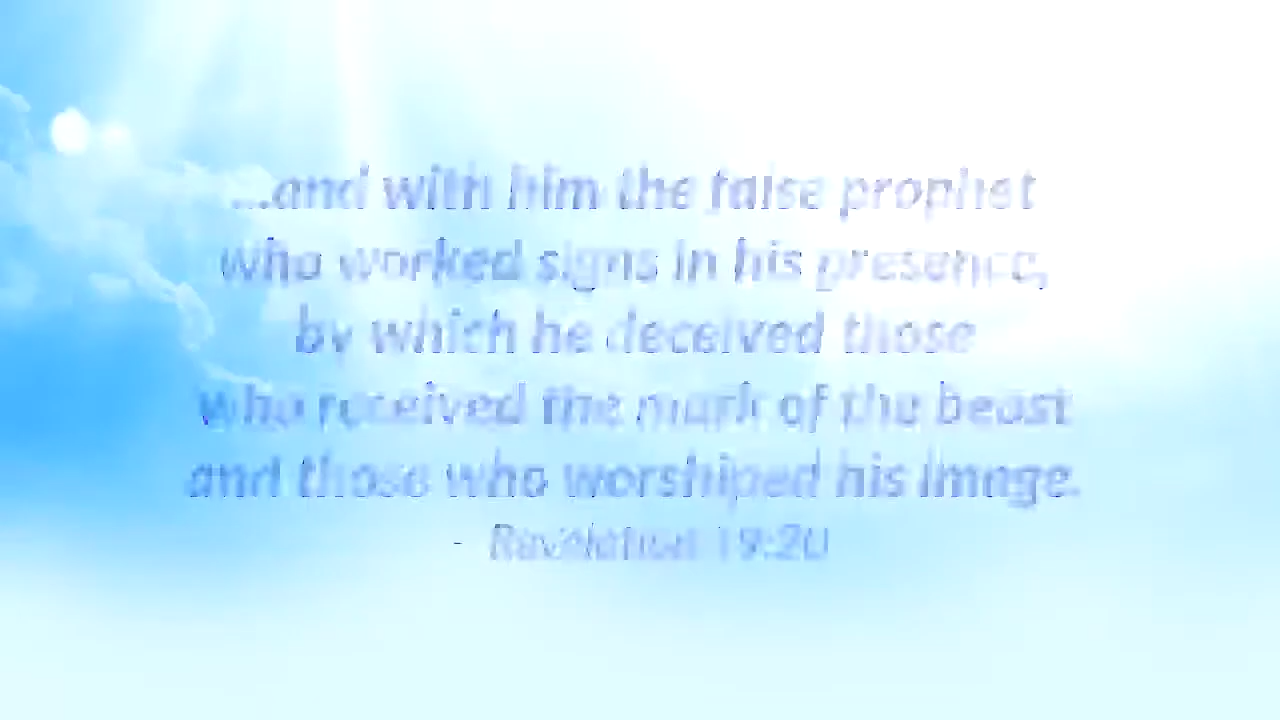 ...and with him the false prophet
who worked signs in his presence,
by which he deceived those
who received the mark of the beast
and those who worshiped his image.
- Revelation 19:20